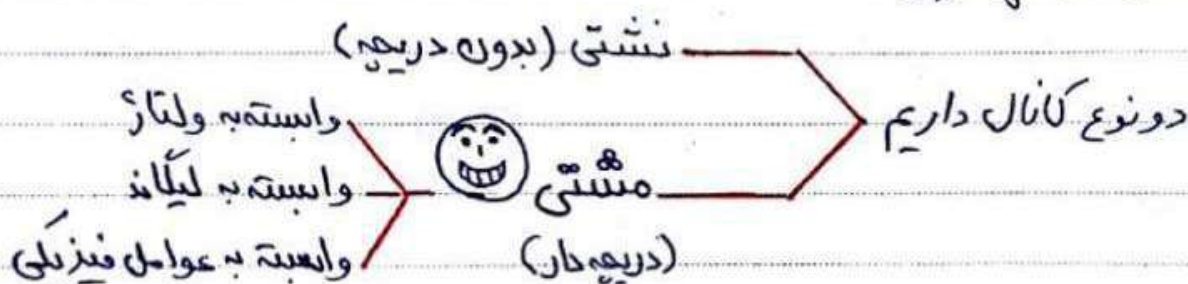 نشتی (بدون دریچه)
دو نوع کانال داریم
وابسته به ولتاژ
مشتی
وابسته به لیگاند
(دریچه دار)
وابسته به عوامل فیزیکی